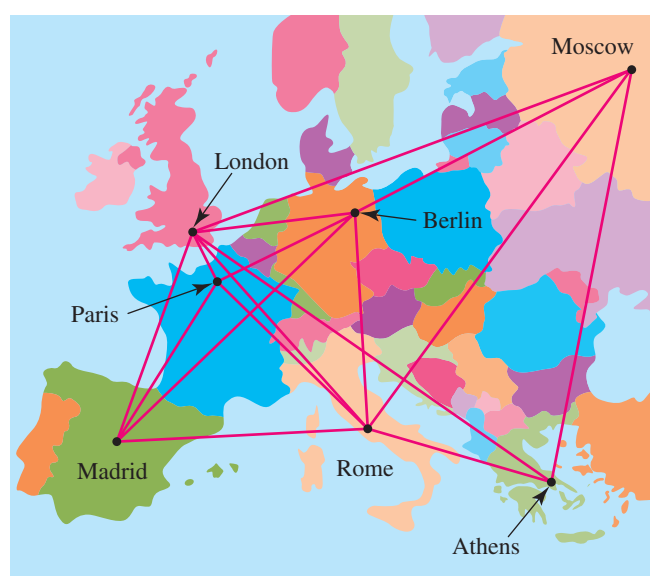 Moscow
London
Berlin
Paris
Madrid
Rome
Athens